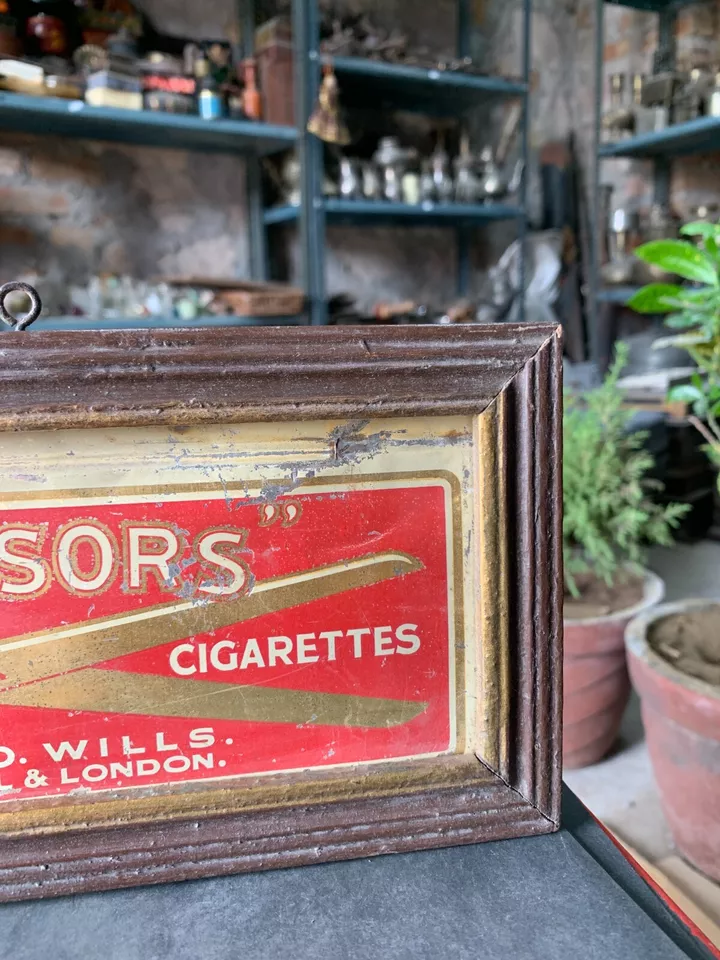 SORS”
CIGARETTES
O. WILLS.
L & LONDON.